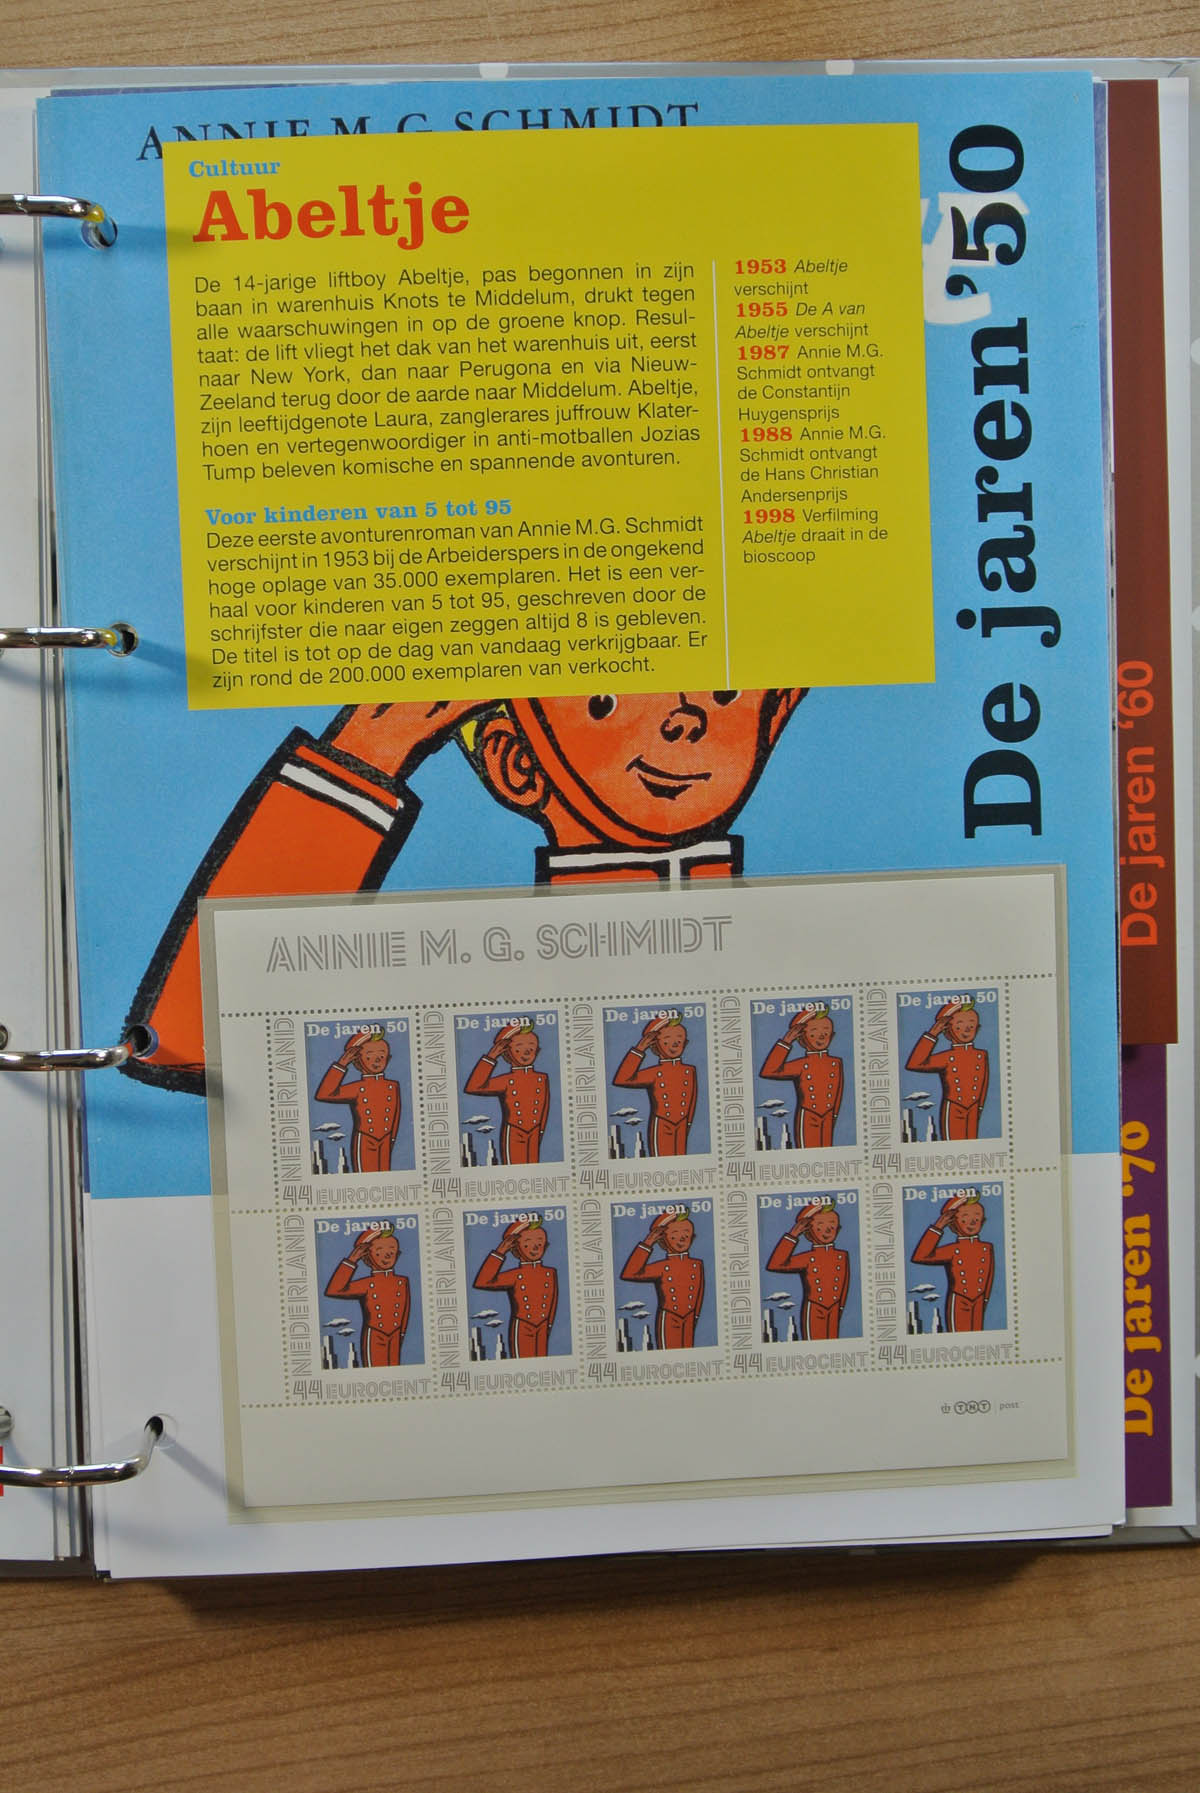 ANNIE M. G. SCHMIDT
Cultuur
Abeltje
De 14-jarige liftboy Abeltje, pas begonnen in zijn
baan in warenhuis Knots te Middelum, drukt tegen
alle waarschuwingen in op de groene knop. Resul-
taat: de lift vliegt het dak van het warenhuis uit, eerst
naar New York, dan naar Perugona en via Nieuw-
Zeeland terug door de aarde naar Middelum. Abeltje,
zijn leeftijdgenote Laura, zanglerares juffrouw Klater-
hoen en vertegenwoordiger in anti-motballen Jozias
Tump beleven komische en spannende avonturen.
Voor kinderen van 5 tot 95
Deze eerste avonturenroman van Annie M.G. Schmidt
verschijnt in 1953 bij de Arbeiderspers in de ongekend
hoge oplage van 35.000 exemplaren. Het is een ver-
haal voor kinderen van 5 tot 95, geschreven door de
schrijfster die naar eigen zeggen altijd 8 is gebleven.
De titel is tot op de dag van vandaag verkrijgbaar. Er
zijn rond de 200.000 exemplaren van verkocht.
1953 Abeltje
verschijnt
1955 De A van
Abeltje verschijnt
1987 Annie M.G.
Schmidt ontvangt
de Constantijn
Huygensprijs
1988 Annie M.G.
Schmidt ontvangt
de Hans Christian
Andersenprijs
1998 Verfilming
Abeltje draait in de
bioscoop
De jaren '50
De jaren '60
De jaren '70
ANNIE M. G. SCHMIDT
De jaren 50
NEDERLAND
44 EUROCENT
De jaren 50
NEDERLAND
44 EUROCENT
De jaren 50
NEDERLAND
44 EUROCENT
De jaren 50
NEDERLAND
44 EUROCENT
De jaren 50
NEDERLAND
44 EUROCENT
De jaren 50
NEDERLAND
44 EUROCENT
De jaren 50
NEDERLAND
44 EUROCENT
De jaren 50
NEDERLAND
44 EUROCENT
De jaren 50
NEDERLAND
44 EUROCENT
De jaren 50
NEDERLAND
44 EUROCENT
TNT post